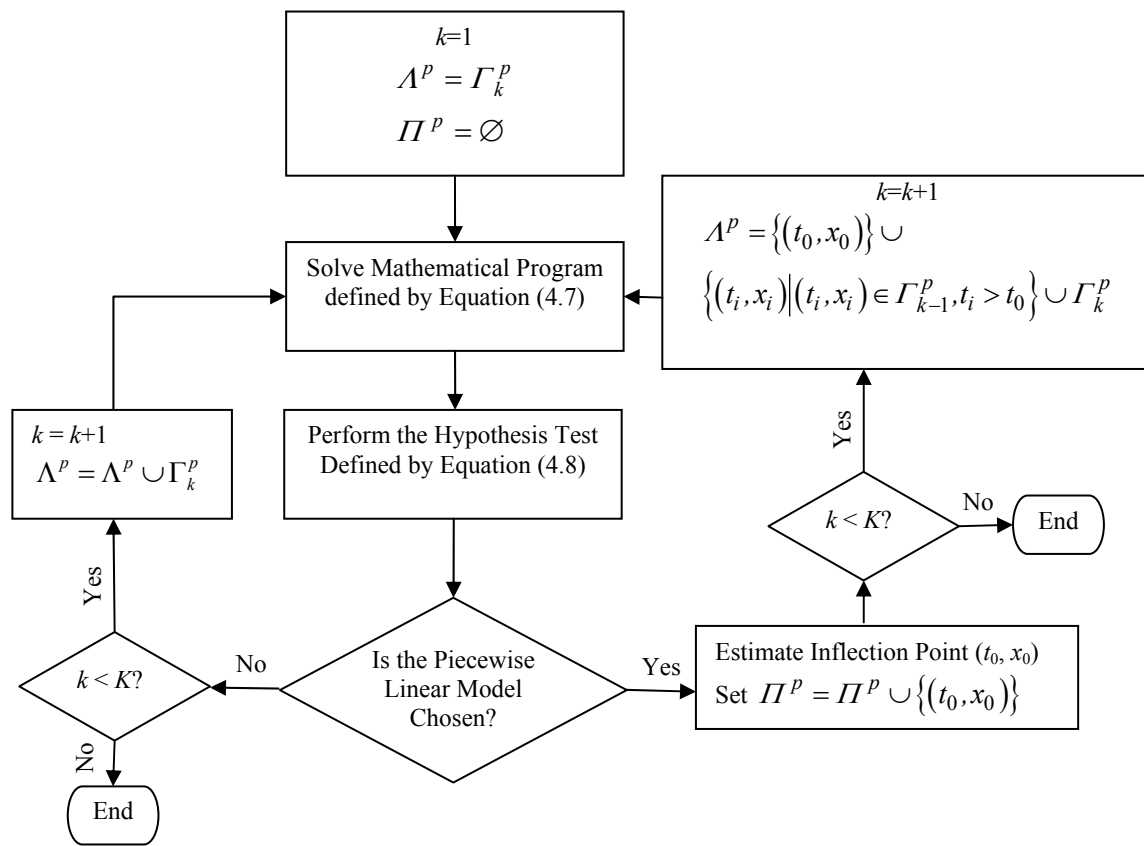 k=1
Λ^p = Γ_k^p
Π^p = ∅
k=k+1
Λ^p = {(t_0, x_0)} ∪
{(t_i, x_i)|(t_i, x_i) ∈ Γ_{k−1}^p, t_i > t_0} ∪ Γ_k^p
Solve Mathematical Program
defined by Equation (4.7)
Perform the Hypothesis Test
Defined by Equation (4.8)
k = k+1
Λ^p = Λ^p ∪ Γ_k^p
Yes
k < K?
No
End
Yes
k < K?
No
End
Is the Piecewise
Linear Model
Chosen?
No
Yes
Estimate Inflection Point (t_0, x_0)
Set Π^p = Π^p ∪ {(t_0, x_0)}